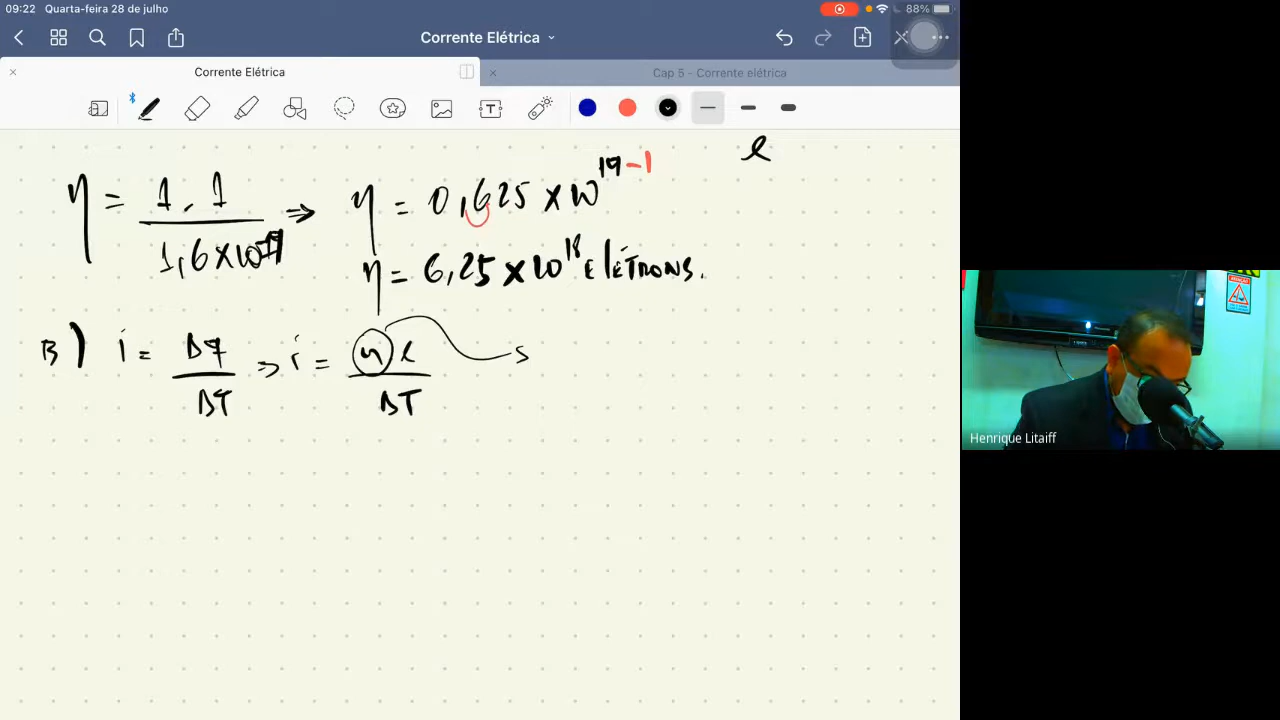 09:22 Quarta-feira 28 de julho 88%
Corrente Elétrica
Corrente Elétrica Cap 5 - Corrente elétrica
e
η = 1 . 1 / 1,6×10^-19 ⇒ η = 0,625 ×10^19-1
η = 6,25 ×10^18 ELÉTRONS.
B) i = Δq / ΔT ⇒ i = ηe / ΔT s
Henrique Litaiff